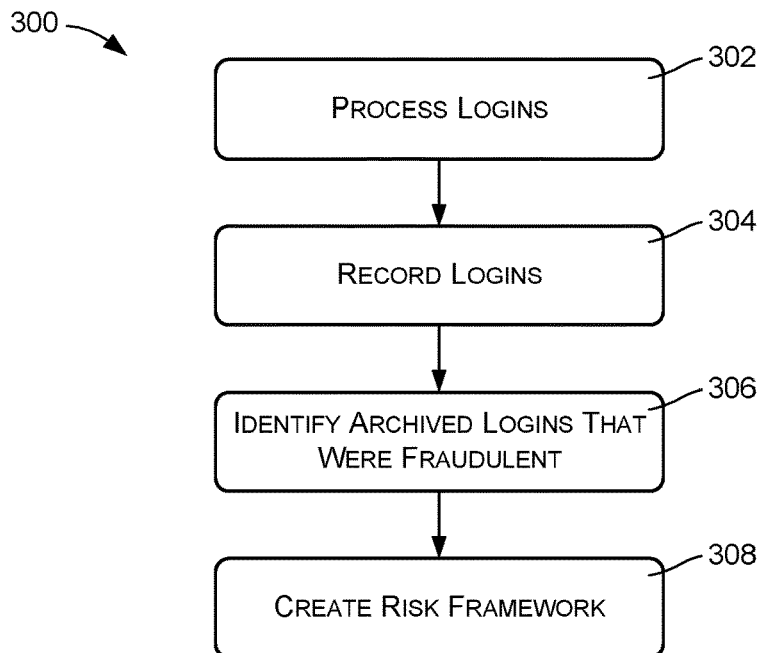 300
302
PROCESS LOGINS
304
RECORD LOGINS
306
IDENTIFY ARCHIVED LOGINS THAT
WERE FRAUDULENT
308
CREATE RISK FRAMEWORK